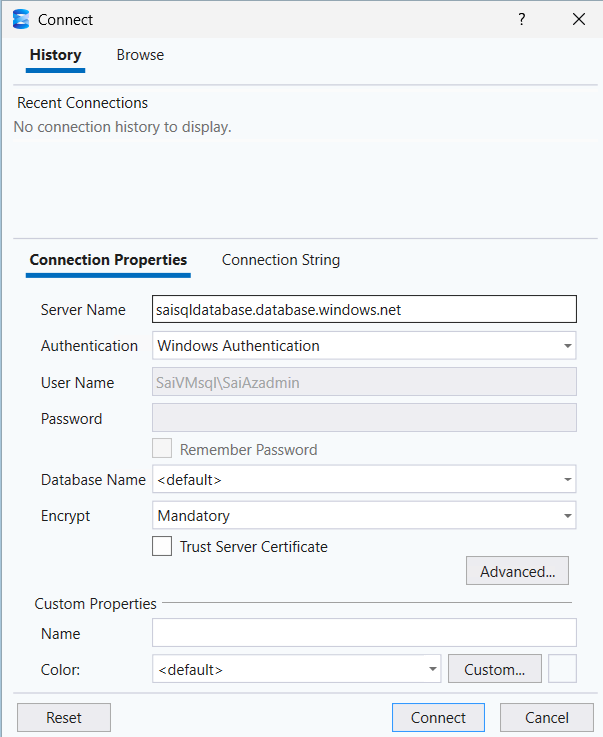 Connect ?
History Browse
Recent Connections
No connection history to display.
Connection Properties Connection String
Server Name saisqldatabase.database.windows.net
Authentication Windows Authentication
User Name SaiVMsql\SaiAzadmin
Password
Remember Password
Database Name <default>
Encrypt Mandatory
Trust Server Certificate
Advanced...
Custom Properties
Name
Color: <default> Custom...
Reset Connect Cancel